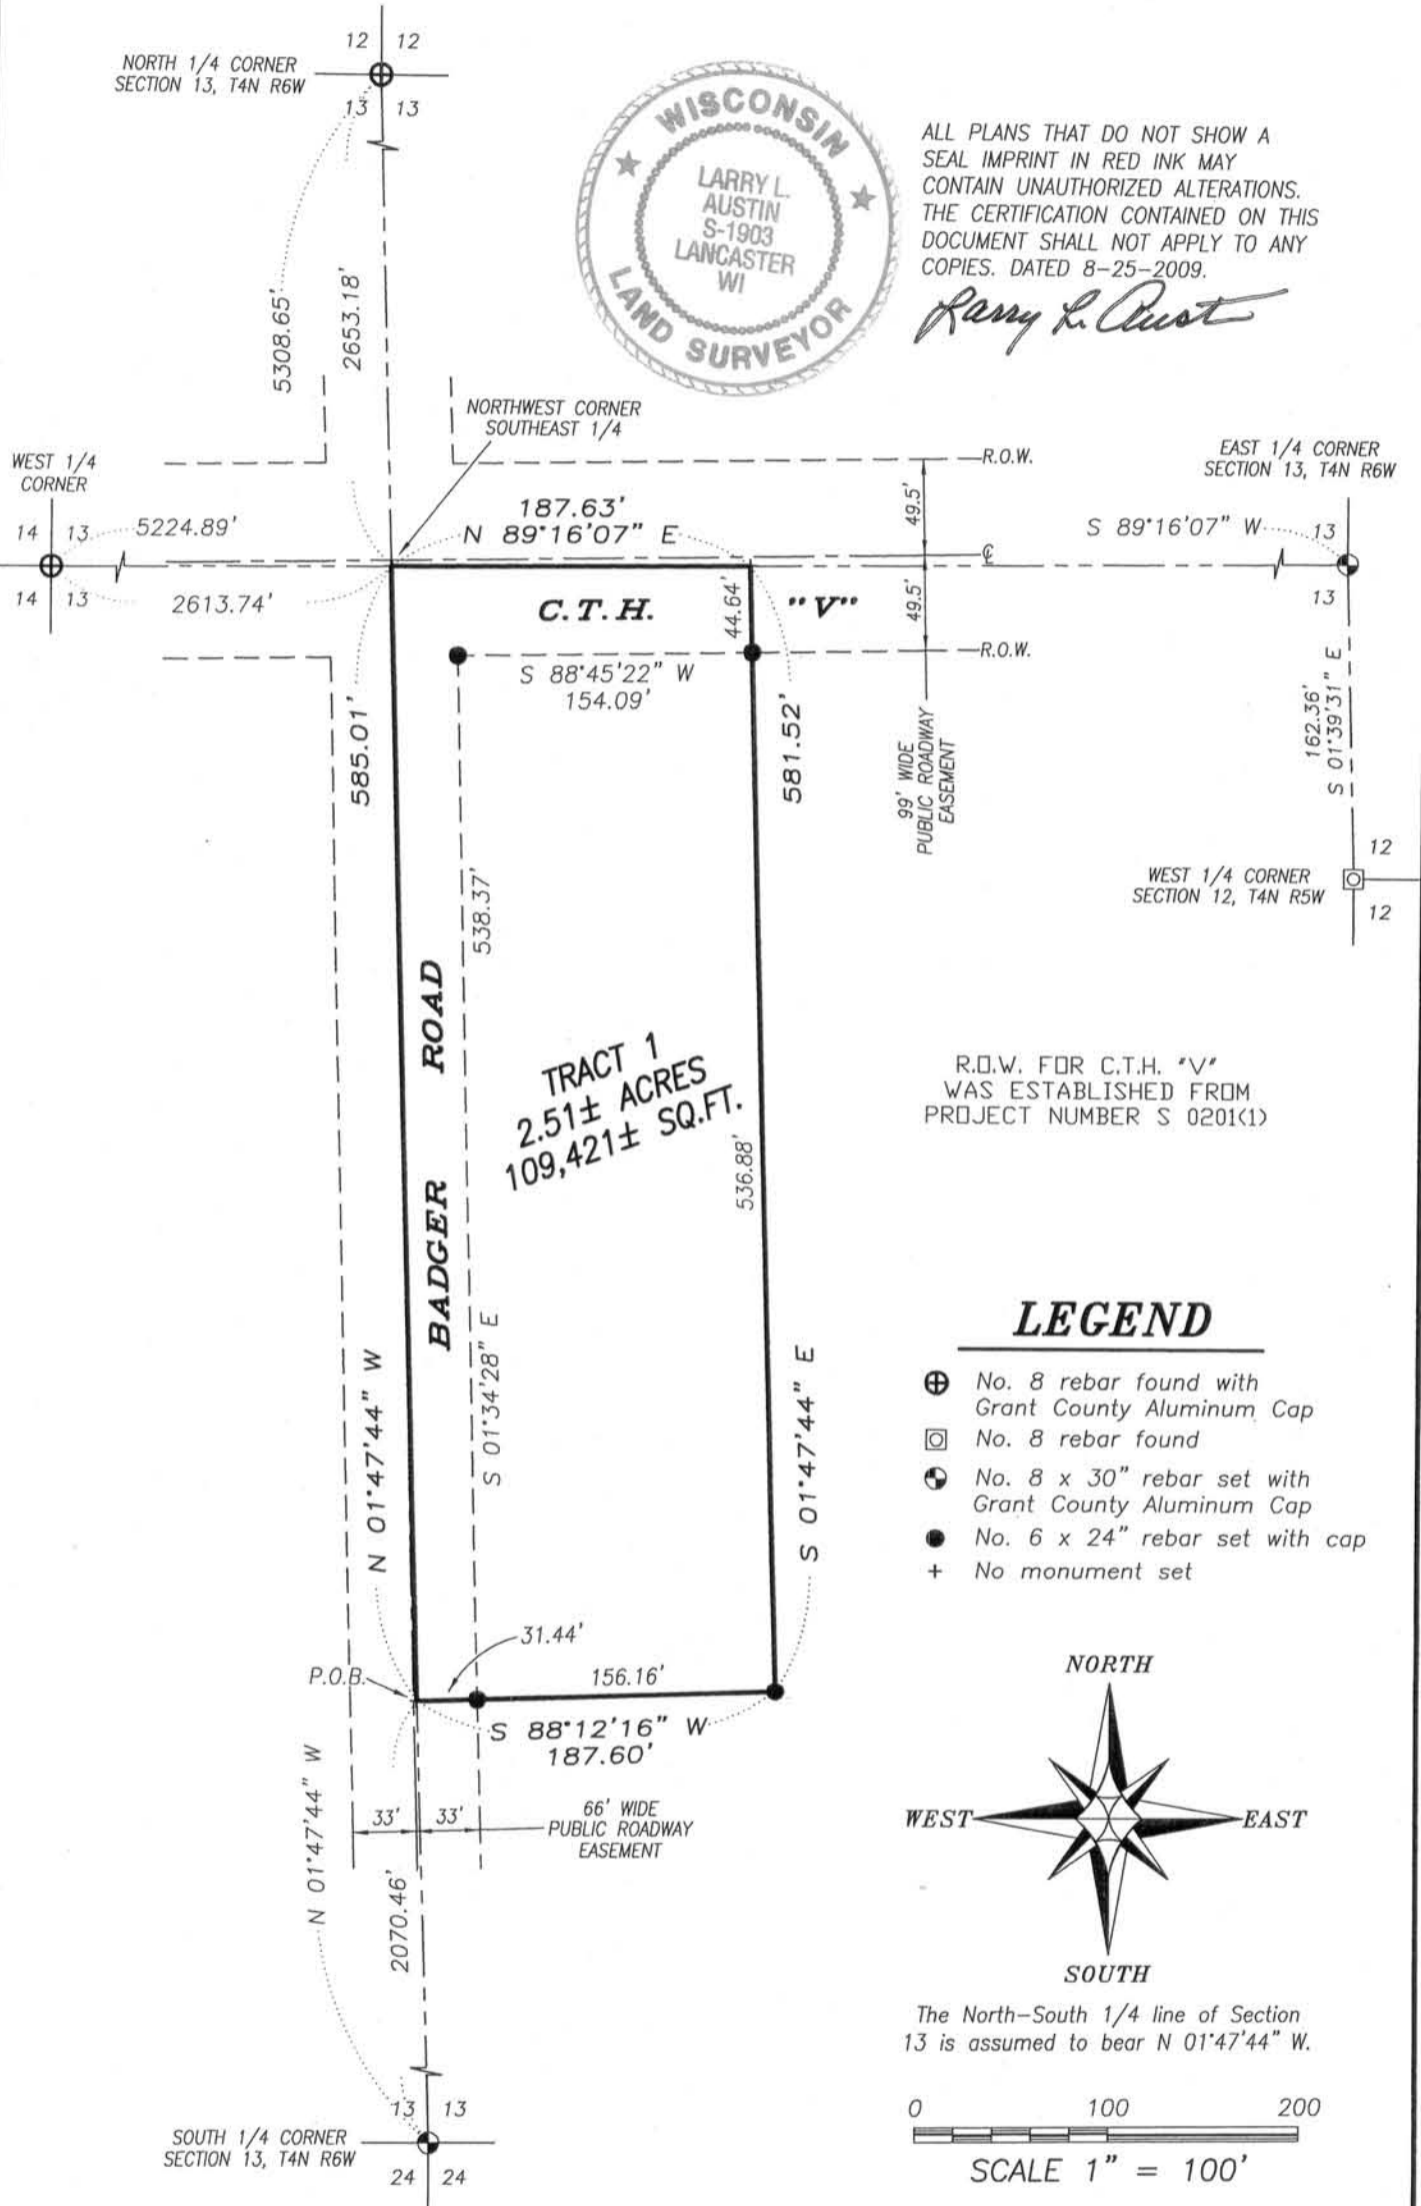 12 12
NORTH 1/4 CORNER
SECTION 13, T4N R6W
13 13
WISCONSIN
LARRY L.
AUSTIN
S-1903
LANCASTER
WI
LAND SURVEYOR
ALL PLANS THAT DO NOT SHOW A
SEAL IMPRINT IN RED INK MAY
CONTAIN UNAUTHORIZED ALTERATIONS.
THE CERTIFICATION CONTAINED ON THIS
DOCUMENT SHALL NOT APPLY TO ANY
COPIES. DATED 8-25-2009.
Larry L. Aust
5308.65'
2653.18'
NORTHWEST CORNER
SOUTHEAST 1/4
WEST 1/4
CORNER
14 13
5224.89'
14 13
2613.74'
187.63'
N 89°16'07" E
R.O.W.
49.5'
℄
49.5'
R.O.W.
EAST 1/4 CORNER
SECTION 13, T4N R6W
S 89°16'07" W
13
13
C.T.H. "V"
44.64'
S 88°45'22" W
154.09'
585.01'
581.52'
99' WIDE
PUBLIC ROADWAY
EASEMENT
162.36'
S 01°39'31" E
12
WEST 1/4 CORNER
SECTION 12, T4N R5W
12
538.37'
BADGER ROAD
TRACT 1
2.51± ACRES
109,421± SQ.FT.
536.88'
R.O.W. FOR C.T.H. "V"
WAS ESTABLISHED FROM
PROJECT NUMBER S 0201(1)
N 01°47'44" W
S 01°34'28" E
S 01°47'44" E
LEGEND
No. 8 rebar found with
Grant County Aluminum Cap
No. 8 rebar found
No. 8 x 30" rebar set with
Grant County Aluminum Cap
No. 6 x 24" rebar set with cap
+ No monument set
31.44'
P.O.B.
156.16'
S 88°12'16" W
187.60'
N 01°47'44" W
33' 33'
66' WIDE
PUBLIC ROADWAY
EASEMENT
2070.46'
NORTH
WEST EAST
SOUTH
The North-South 1/4 line of Section
13 is assumed to bear N 01°47'44" W.
13 13
SOUTH 1/4 CORNER
SECTION 13, T4N R6W
24 24
0 100 200
SCALE 1" = 100'